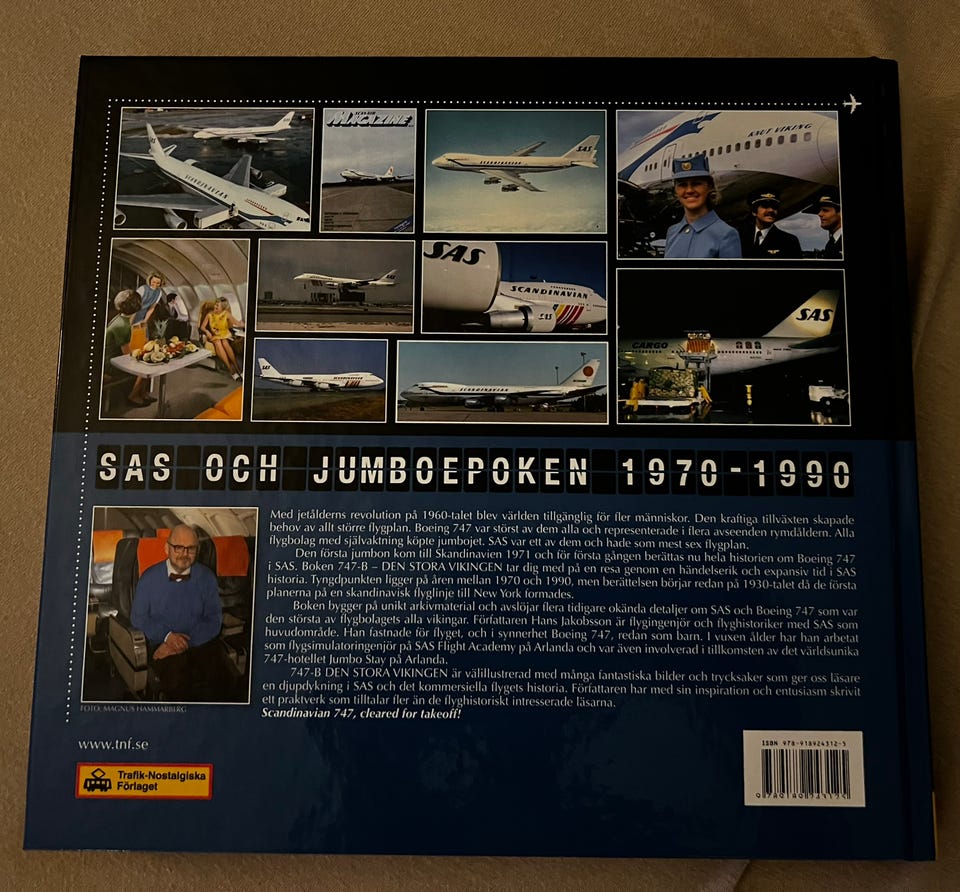 MAGAZINE
SCANDINAVIAN
SCANDINAVIAN
SAS
KNUT VIKING
SAS
SCANDINAVIAN
SAS
SAS
CARGO
SAS
SCANDINAVIAN
SAS OCH JUMBOEPOKEN 1970-1990
Med jetålderns revolution på 1960-talet blev världen tillgänglig för fler människor. Den kraftiga tillväxten skapade
behov av allt större flygplan. Boeing 747 var störst av dem alla och representerade i flera avseenden rymdåldern. Alla
flygbolag med självaktning köpte jumbojet. SAS var ett av dem och hade som mest sex flygplan.
Den första jumbon kom till Skandinavien 1971 och för första gången berättas nu hela historien om Boeing 747
i SAS. Boken 747-B – DEN STORA VIKINGEN tar dig med på en resa genom en händelserik och expansiv tid i SAS
historia. Tyngdpunkten ligger på åren mellan 1970 och 1990, men berättelsen börjar redan på 1930-talet då de första
planerna på en skandinavisk flyglinje till New York formades.
Boken bygger på unikt arkivmaterial och avslöjar flera tidigare okända detaljer om SAS och Boeing 747 som var
den största av flygbolagets alla vikingar. Författaren Hans Jakobsson är flygingenjör och flyghistoriker med SAS som
huvudområde. Han fastnade för flyget, och i synnerhet Boeing 747, redan som barn. I vuxen ålder har han arbetat
som flygsimulatoringenjör på SAS Flight Academy på Arlanda och var även involverad i tillkomsten av det världsunika
747-hotellet Jumbo Stay på Arlanda.
747-B DEN STORA VIKINGEN är välillustrerad med många fantastiska bilder och trycksaker som ger oss läsare
en djupdykning i SAS och det kommersiella flygets historia. Författaren har med sin inspiration och entusiasm skrivit
ett praktverk som tilltalar fler än de flyghistoriskt intresserade läsarna.
Scandinavian 747, cleared for takeoff!
FOTO: MAGNUS HAMMARBERG
www.tnf.se
Trafik-Nostalgiska
Förlaget
ISBN 978-918924312-5